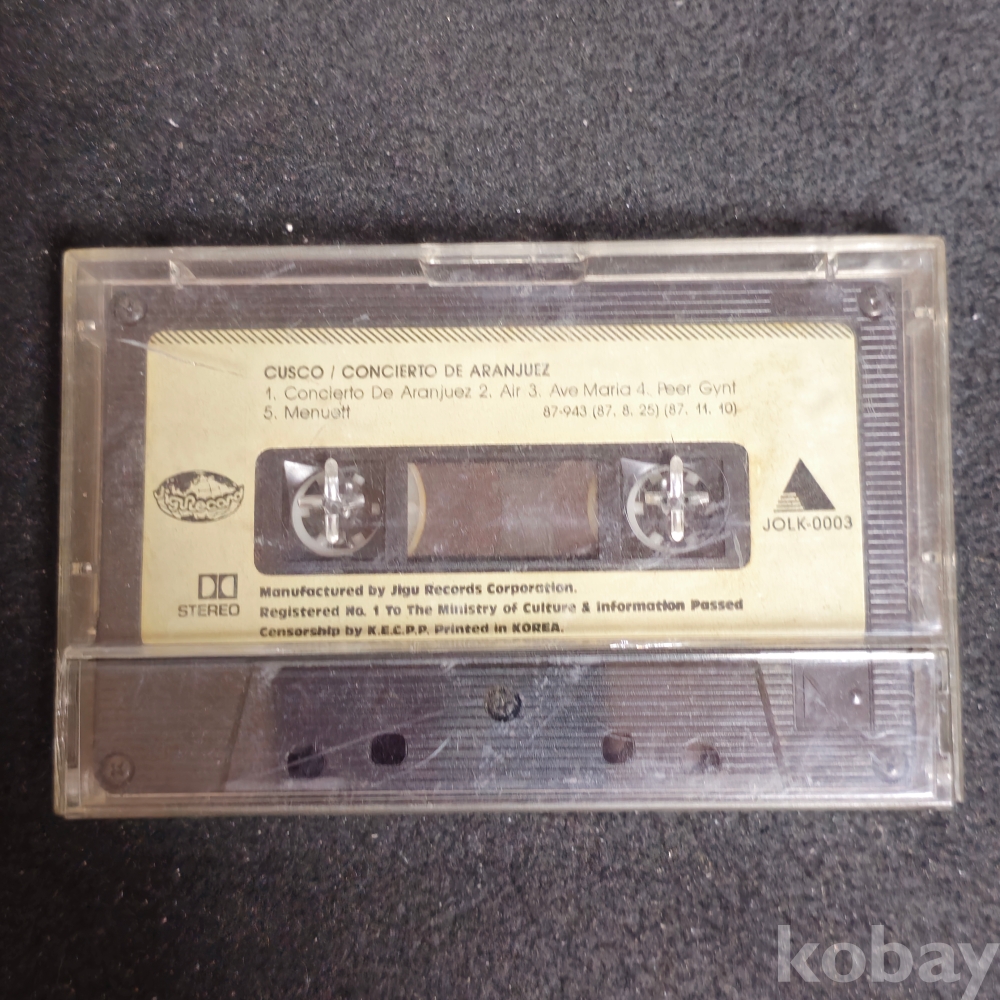 CUSCO / CONCIERTO DE ARANJUEZ
1. Concierto De Aranjuez 2. Air 3. Ave Maria 4. Peer Gynt
5. Menuett 87-943 (87. 8. 25) (87. 11. 10)
JiguRecord
JOLK-0003
STEREO
Manufactured by Jigu Records Corporation.
Registered No. 1 To The Ministry of Culture & Information Passed
Censorship by K.E.C.P.P. Printed in KOREA.
kobay